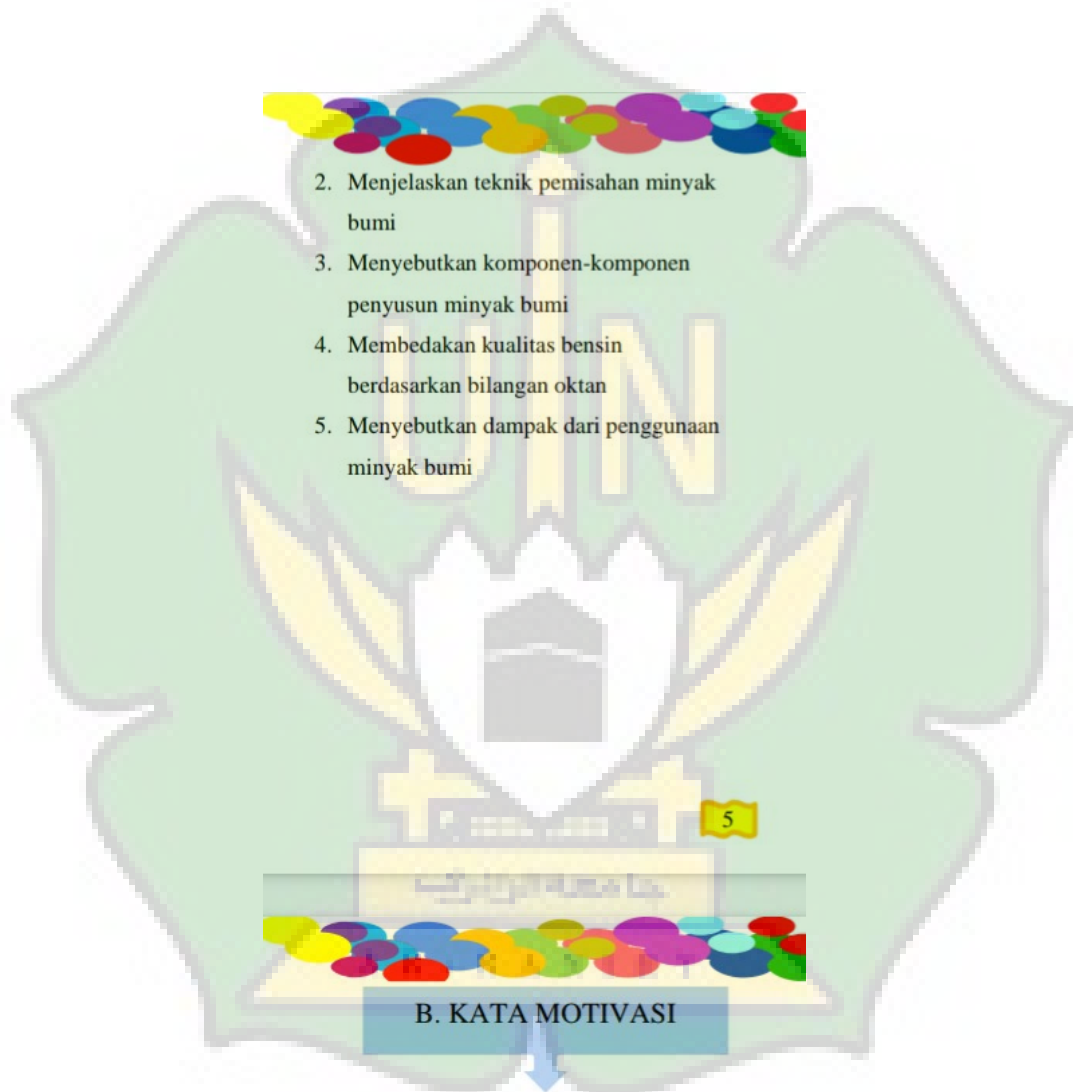 2. Menjelaskan teknik pemisahan minyak
bumi
3. Menyebutkan komponen-komponen
penyusun minyak bumi
4. Membedakan kualitas bensin
berdasarkan bilangan oktan
5. Menyebutkan dampak dari penggunaan
minyak bumi
UIN
5
B. KATA MOTIVASI